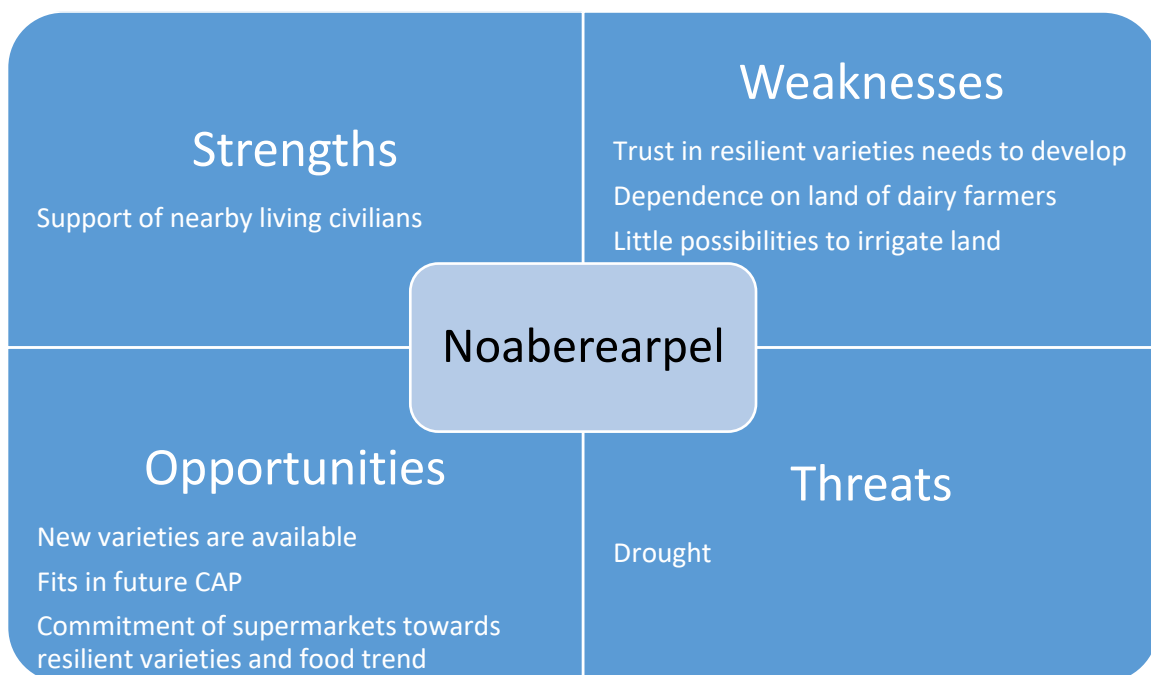 Strengths
Support of nearby living civilians
Weaknesses
Trust in resilient varieties needs to develop
Dependence on land of dairy farmers
Little possibilities to irrigate land
Noaberearpel
Opportunities
New varieties are available
Fits in future CAP
Commitment of supermarkets towards
resilient varieties and food trend
Threats
Drought